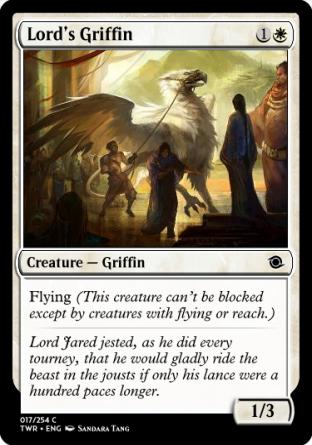 Lord's Griffin 1
Creature — Griffin
Flying (This creature can't be blocked
except by creatures with flying or reach.)
Lord Jared jested, as he did every
tourney, that he would gladly ride the
beast in the jousts if only his lance were a
hundred paces longer.
017/254 C
TWR • ENG Sandara Tang
1/3